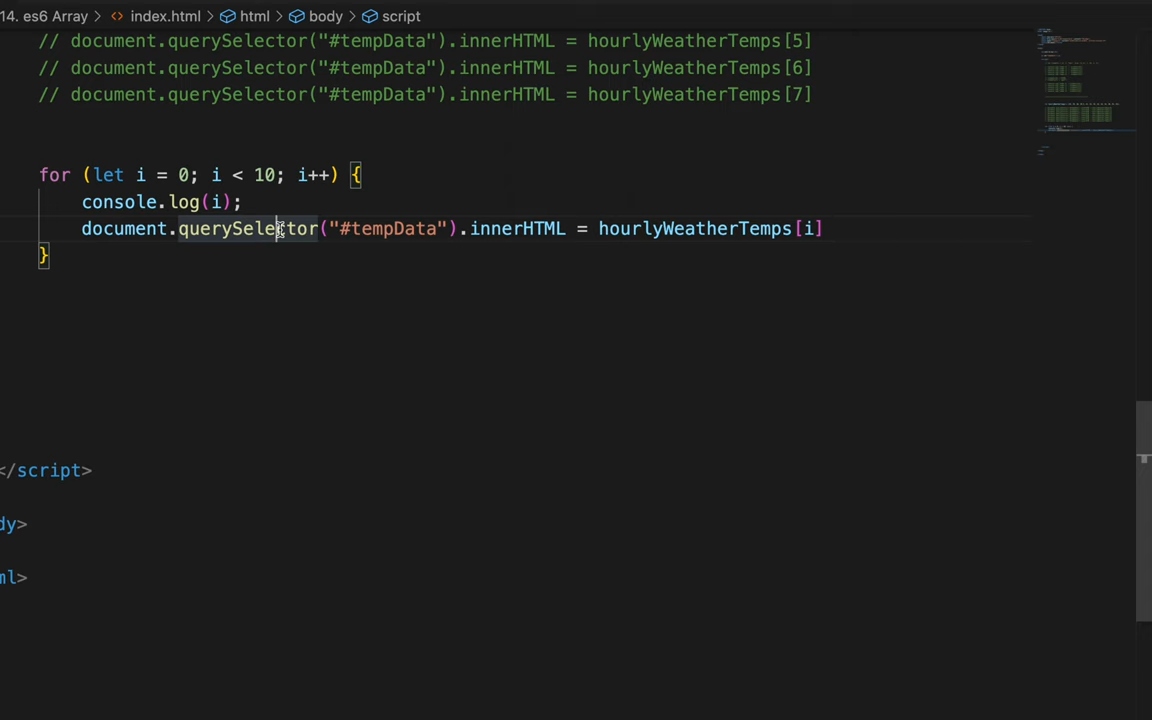 14. es6 Array > <> index.html > html > body > script
// document.querySelector("#tempData").innerHTML = hourlyWeatherTemps[5]
// document.querySelector("#tempData").innerHTML = hourlyWeatherTemps[6]
// document.querySelector("#tempData").innerHTML = hourlyWeatherTemps[7]
for (let i = 0; i < 10; i++) {
console.log(i);
document.querySelector("#tempData").innerHTML = hourlyWeatherTemps[i]
}
</script>
dy>
ml>